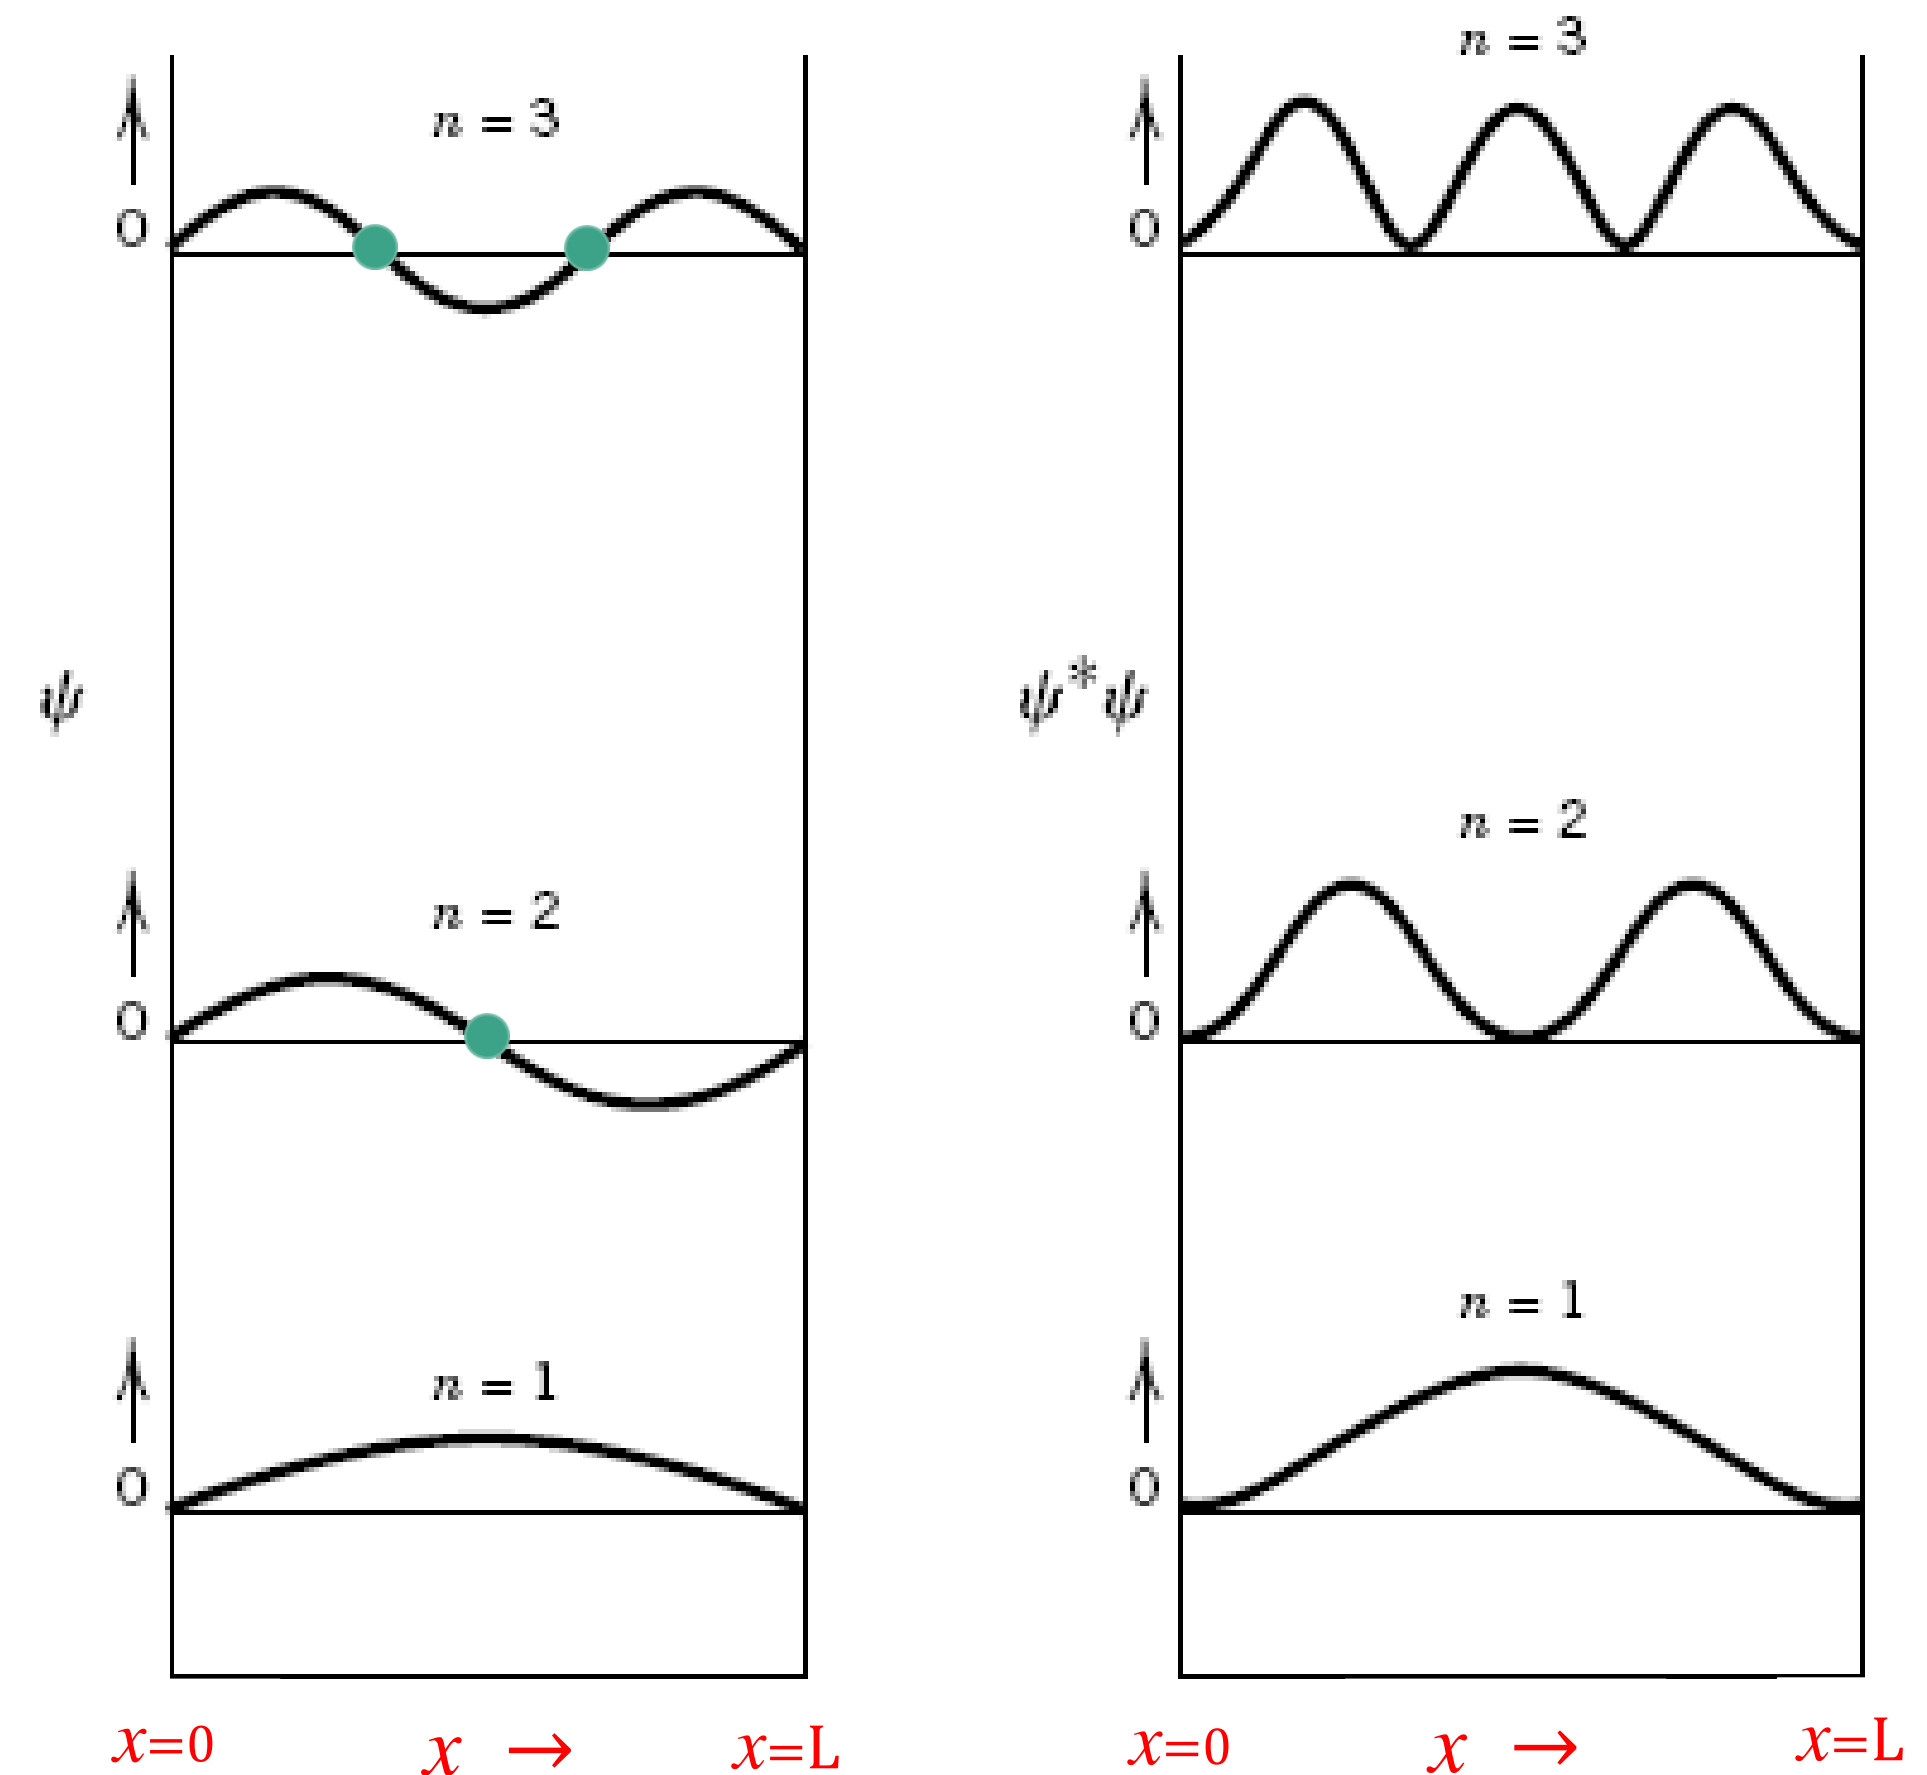 n = 3
0
ψ
n = 2
0
n = 1
0
x=0 x → x=L
n = 3
0
ψ*ψ
n = 2
0
n = 1
0
x=0 x → x=L